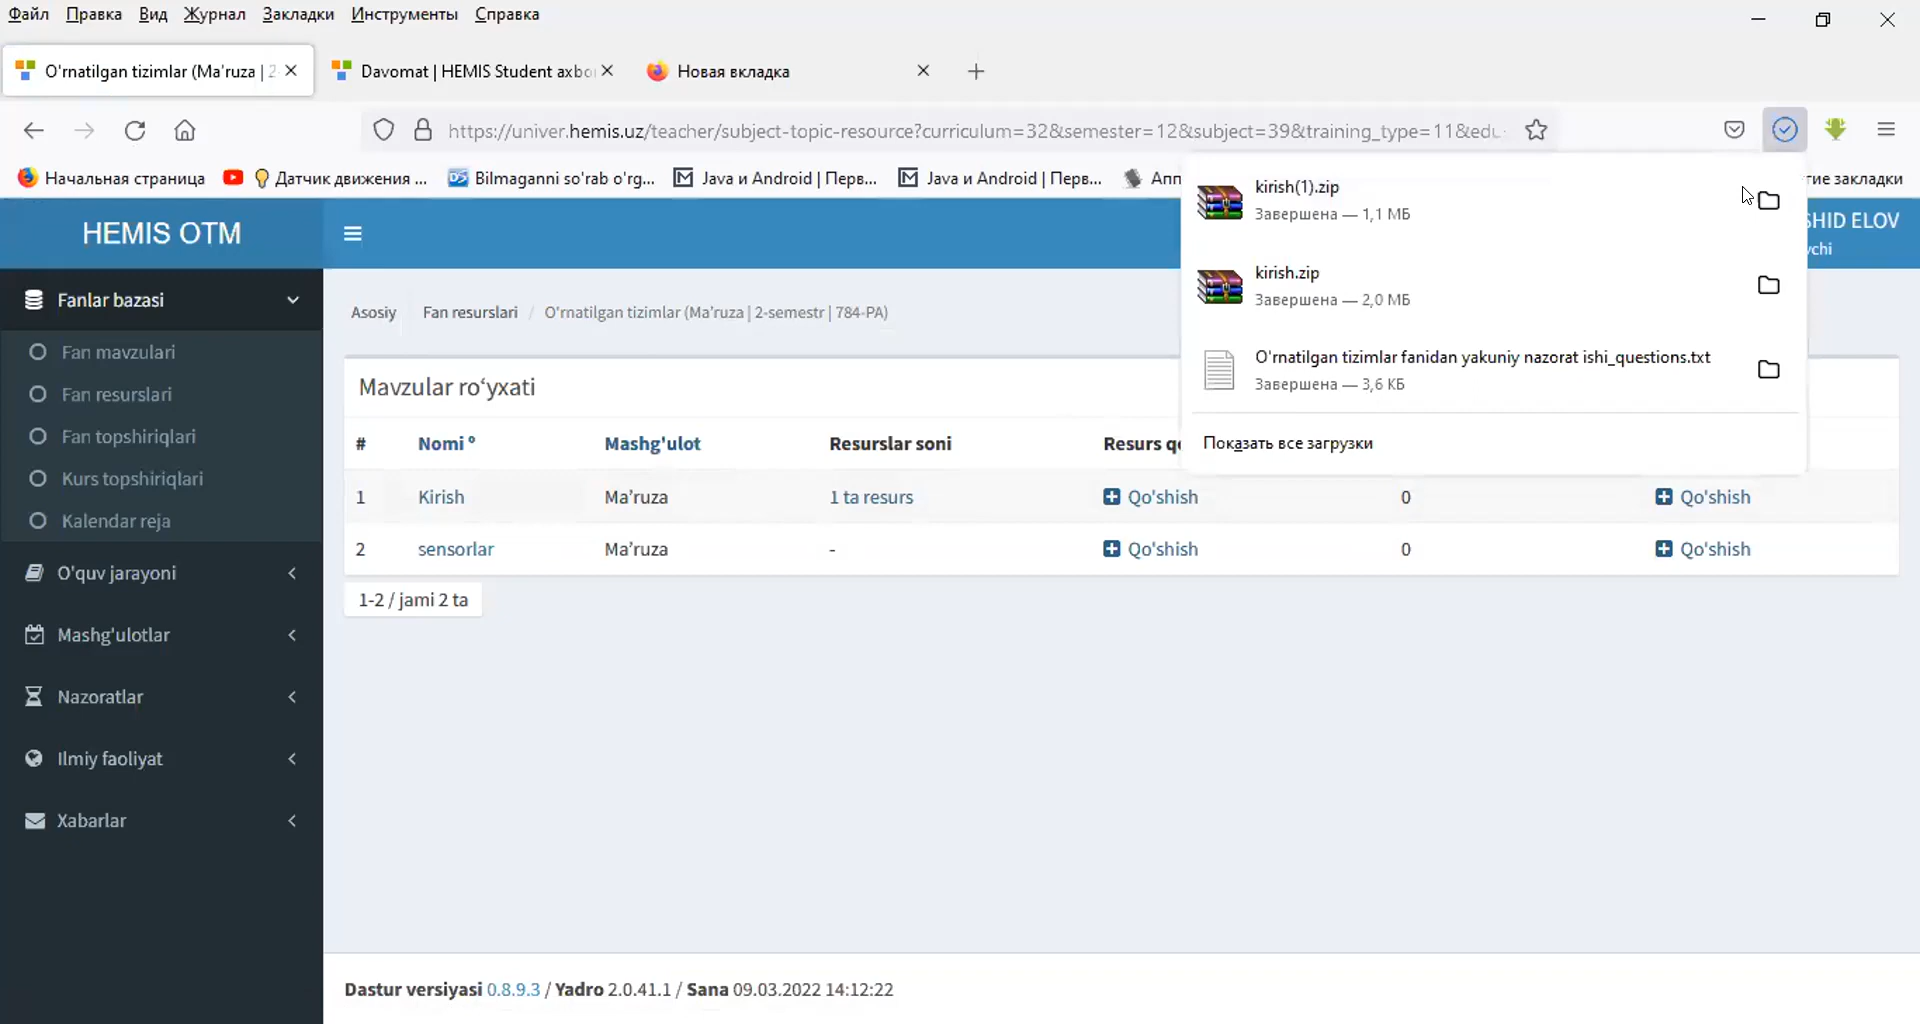 Файл Правка Вид Журнал Закладки Инструменты Справка
O'rnatilgan tizimlar (Ma'ruza | 2
Davomat | HEMIS Student axbo
Новая вкладка
https://univer.hemis.uz/teacher/subject-topic-resource?curriculum=32&semester=12&subject=39&training_type=11&edu
Начальная страница
Датчик движения ...
Bilmaganni so'rab o'rg...
Java и Android | Перв...
Java и Android | Перв...
Апп
гие закладки
kirish(1).zip
Завершена — 1,1 МБ
kirish.zip
Завершена — 2,0 МБ
O'rnatilgan tizimlar fanidan yakuniy nazorat ishi_questions.txt
Завершена — 3,6 КБ
Показать все загрузки
HEMIS OTM
SHID ELOV
vchi
Fanlar bazasi
Fan mavzulari
Fan resurslari
Fan topshiriqlari
Kurs topshiriqlari
Kalendar reja
O'quv jarayoni
Mashg'ulotlar
Nazoratlar
Ilmiy faoliyat
Xabarlar
Asosiy Fan resurslari / O'rnatilgan tizimlar (Ma'ruza | 2-semestr | 784-PA)
Mavzular ro‘yxati
# Nomi Mashg'ulot Resurslar soni Resurs qo
1 Kirish Ma’ruza 1 ta resurs Qo'shish 0 Qo'shish
2 sensorlar Ma’ruza - Qo'shish 0 Qo'shish
1-2 / jami 2 ta
Dastur versiyasi 0.8.9.3 / Yadro 2.0.41.1 / Sana 09.03.2022 14:12:22